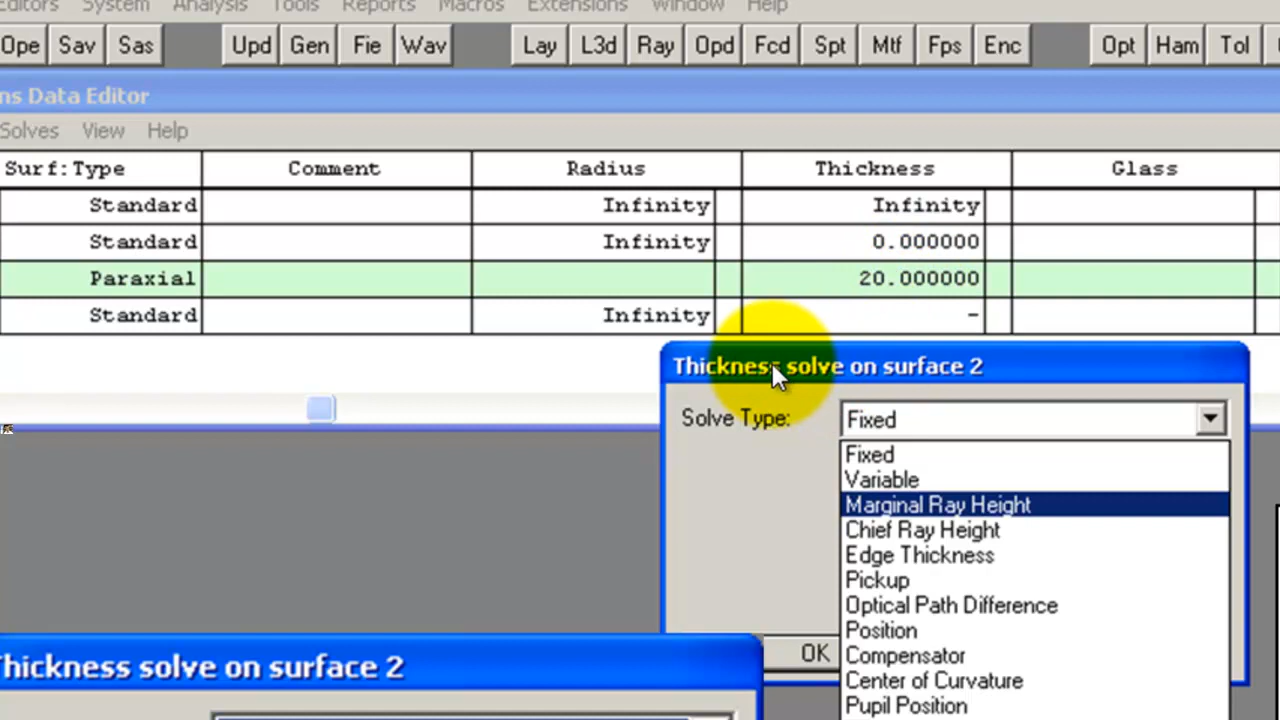 Editors System Analysis Tools Reports Macros Extensions Window Help
Ope Sav Sas Upd Gen Fie Wav Lay L3d Ray Opd Fcd Spt Mtf Fps Enc Opt Ham Tol
ns Data Editor
Solves View Help
Surf:Type Comment Radius Thickness Glass
Standard Infinity Infinity
Standard Infinity 0.000000
Paraxial 20.000000
Standard Infinity -
Thickness solve on surface 2
Solve Type: Fixed
Fixed
Variable
Marginal Ray Height
Chief Ray Height
Edge Thickness
Pickup
Optical Path Difference
Position
OK
Compensator
Thickness solve on surface 2
Center of Curvature
Pupil Position